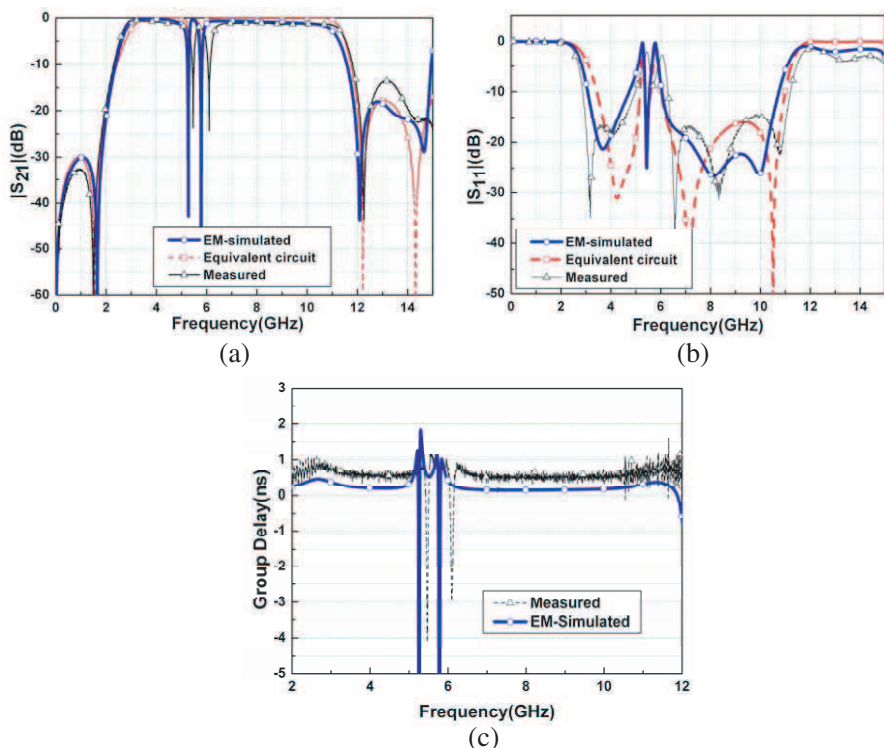 0
-10
-20
-30
-40
-50
-60
|S21|(dB)
EM-simulated
Equivalent circuit
Measured
0 2 4 6 8 10 12 14
Frequency(GHz)
(a)
0
-10
-20
-30
-40
-50
|S11|(dB)
EM-simulated
Equivalent circuit
Measured
0 2 4 6 8 10 12 14
Frequency(GHz)
(b)
3
2
1
0
-1
-2
-3
-4
-5
Group Delay(ns)
Measured
EM-Simulated
2 4 6 8 10 12
Frequency(GHz)
(c)